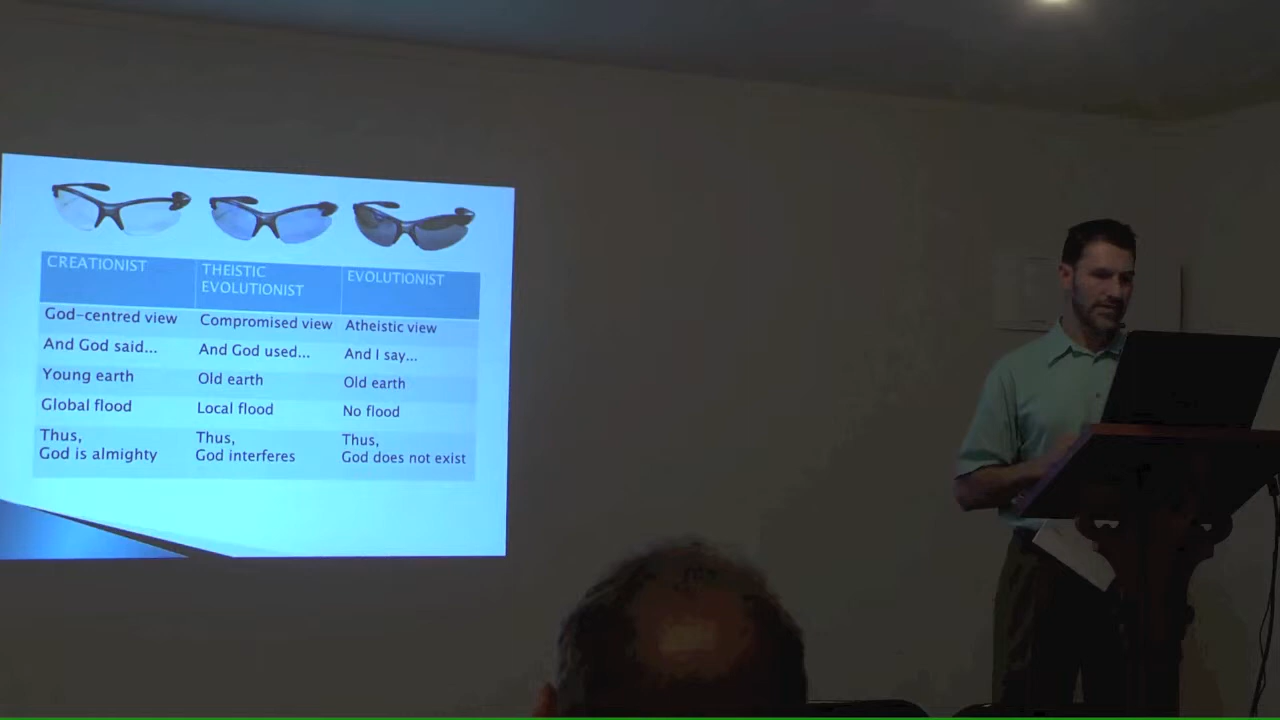 CREATIONIST
THEISTIC
EVOLUTIONIST
EVOLUTIONIST
God-centred view
Compromised view
Atheistic view
And God said...
And God used...
And I say...
Young earth
Old earth
Old earth
Global flood
Local flood
No flood
Thus,
God is almighty
Thus,
God interferes
Thus,
God does not exist